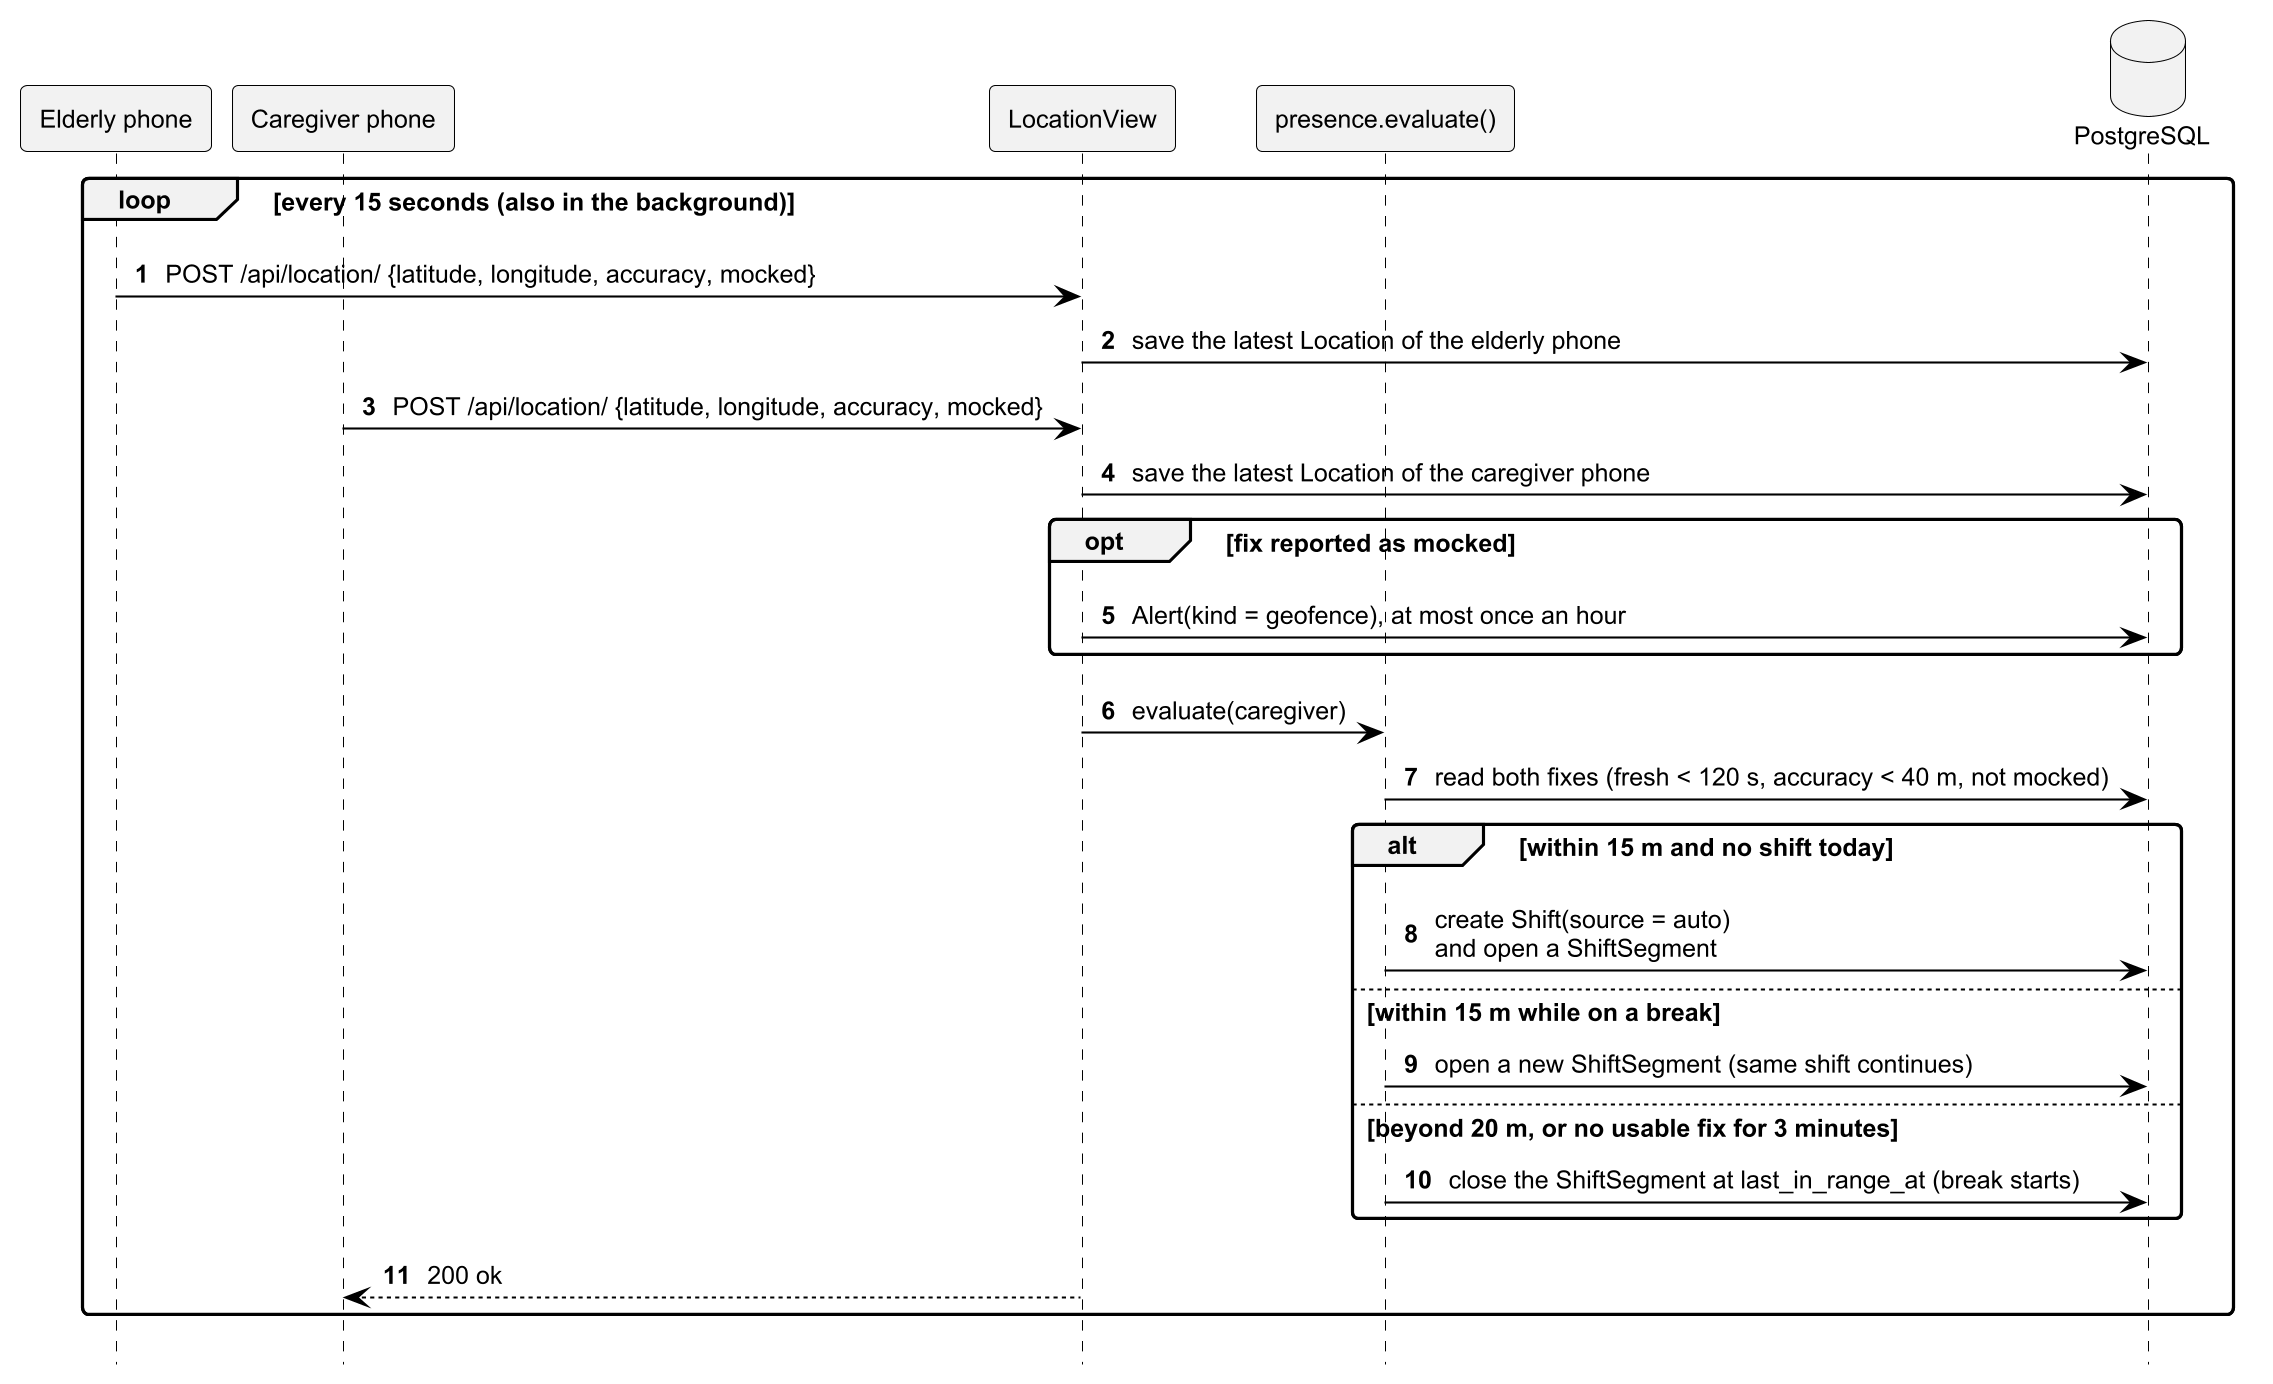 Elderly phone
Caregiver phone
LocationView
presence.evaluate()
PostgreSQL
loop
[every 15 seconds (also in the background)]
1 POST /api/location/ {latitude, longitude, accuracy, mocked}
2 save the latest Location of the elderly phone
3 POST /api/location/ {latitude, longitude, accuracy, mocked}
4 save the latest Location of the caregiver phone
opt
[fix reported as mocked]
5 Alert(kind = geofence), at most once an hour
6 evaluate(caregiver)
7 read both fixes (fresh < 120 s, accuracy < 40 m, not mocked)
alt
[within 15 m and no shift today]
8 create Shift(source = auto)
and open a ShiftSegment
[within 15 m while on a break]
9 open a new ShiftSegment (same shift continues)
[beyond 20 m, or no usable fix for 3 minutes]
10 close the ShiftSegment at last_in_range_at (break starts)
11 200 ok